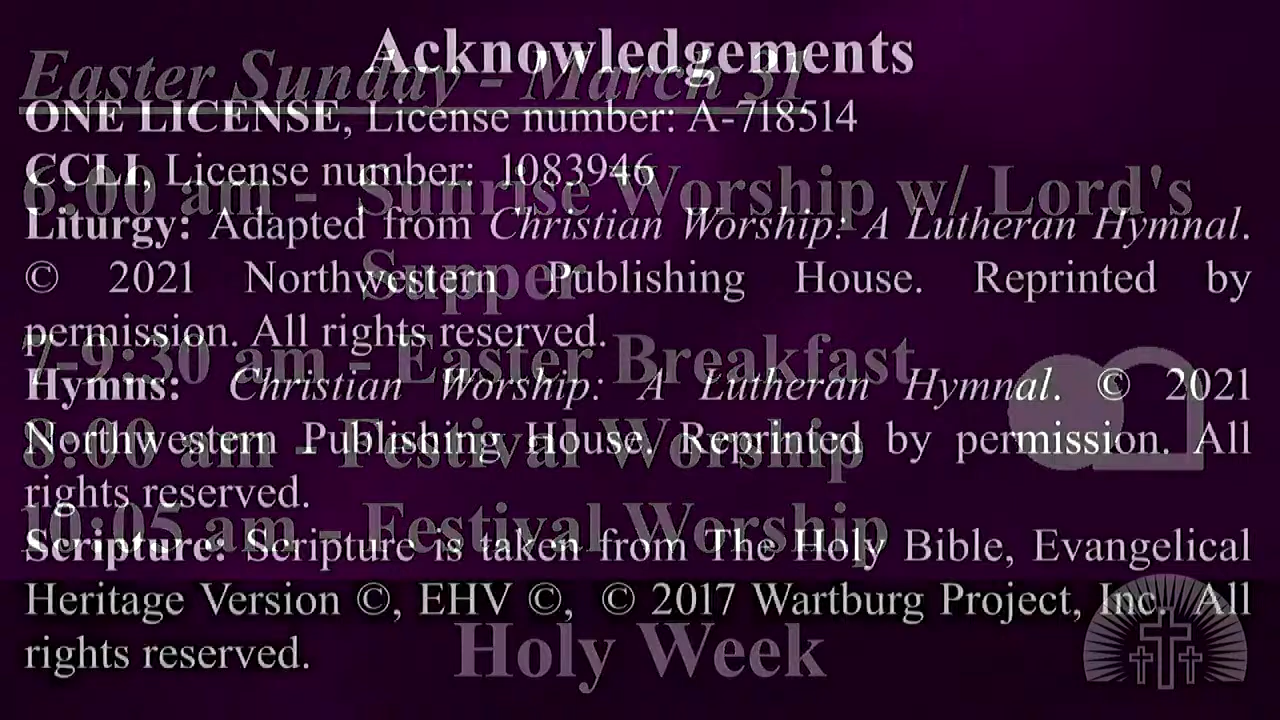 Acknowledgements
Easter Sunday - March 31
ONE LICENSE, License number: A-718514
CCLI, License number: 1083946
6:00 am - Sunrise Worship w/ Lord's
Liturgy: Adapted from Christian Worship: A Lutheran Hymnal.
© 2021 Northwestern Publishing House. Reprinted by
Supper
permission. All rights reserved.
7-9:30 am - Easter Breakfast
Hymns: Christian Worship: A Lutheran Hymnal. © 2021
Northwestern Publishing House. Reprinted by permission. All
8:00 am - Festival Worship
rights reserved.
10:05 am - Festival Worship
Scripture: Scripture is taken from The Holy Bible, Evangelical
Heritage Version ©, EHV ©, © 2017 Wartburg Project, Inc. All
rights reserved.
Holy Week